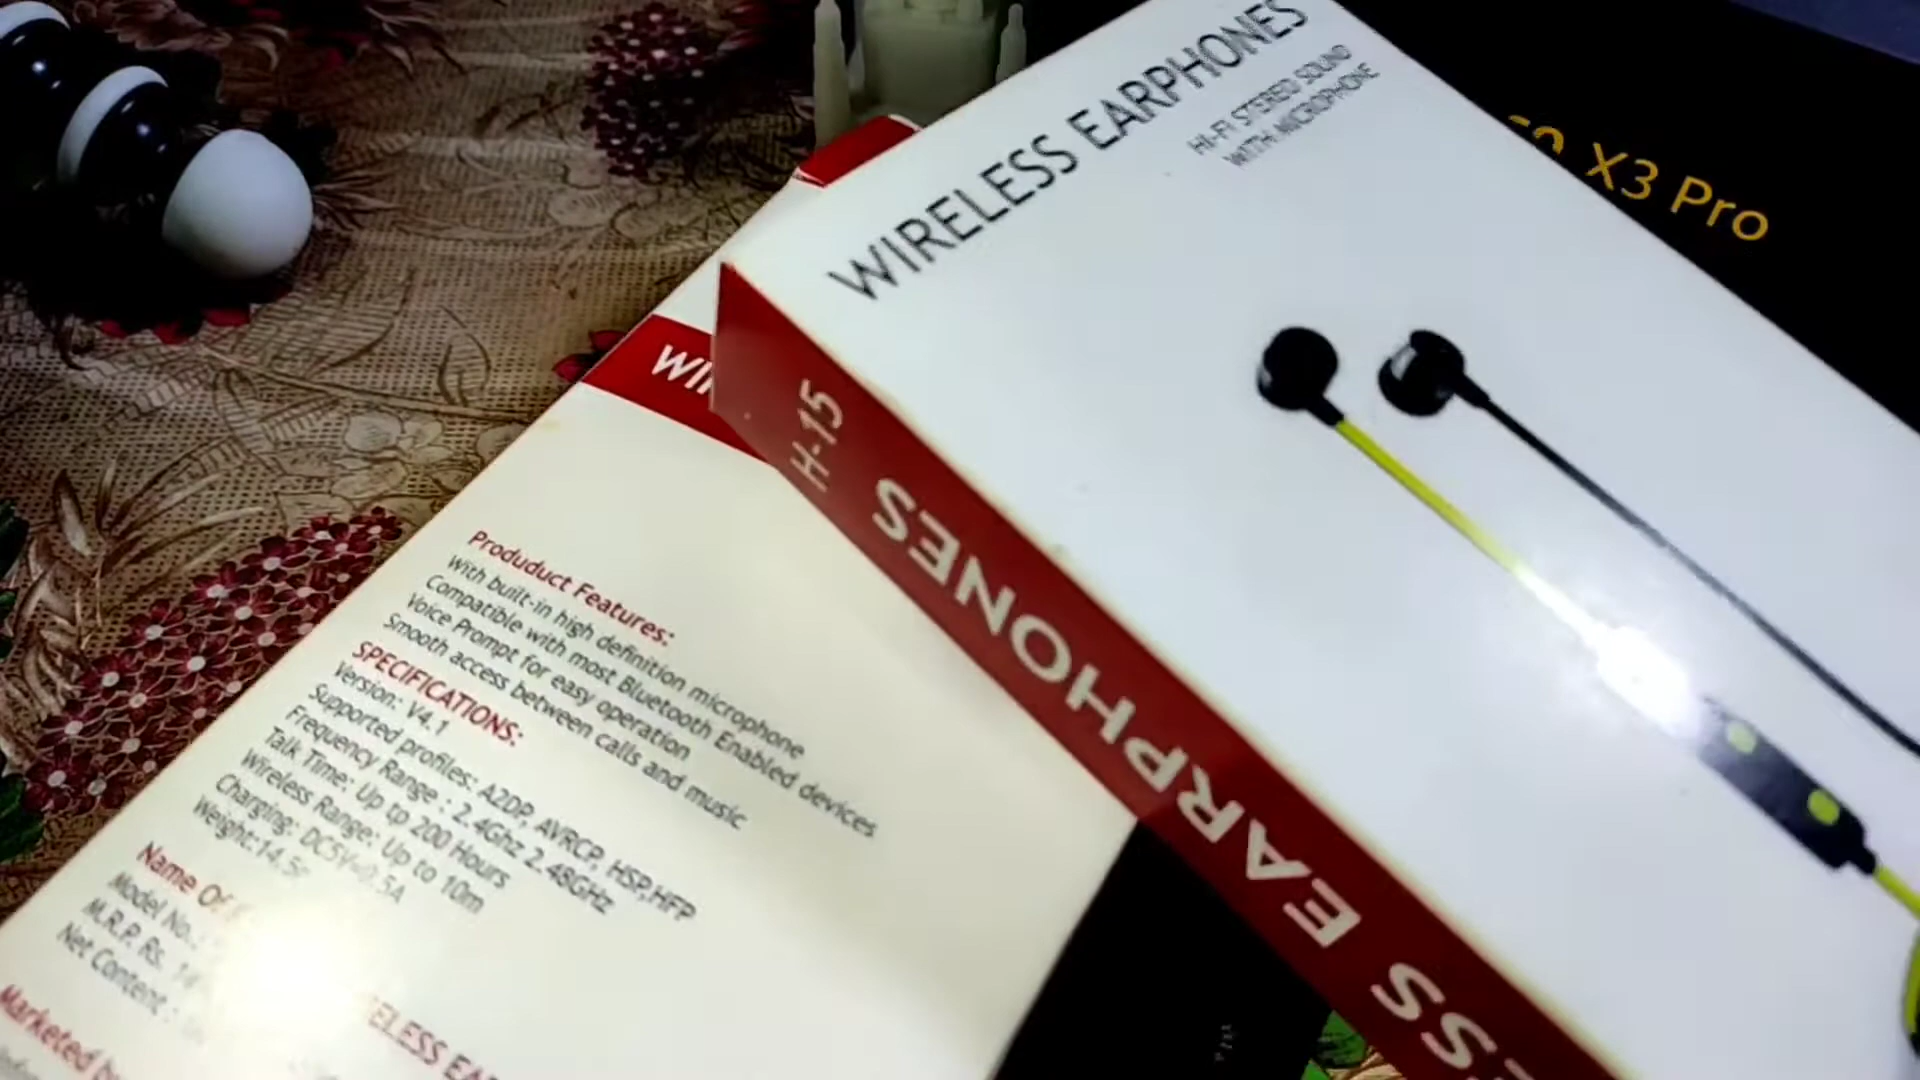 WIRELESS EARPHONES
HI-FI STEREO SOUND
WITH MICROPHONE
X3 Pro
H-15
EARPHONES
Produduct Features:
With built-in high definition microphone
Compatible with most Bluetooth Enabled devices
Voice Prompt for easy operation
Smooth access between calls and music
SPECIFICATIONS:
Version: V4.1
Supported profiles: A2DP, AVRCP, HSP,HFP
Frequency Range : 2.4Ghz 2.48GHz
Talk Time: Up tp 200 Hours
Wireless Range: Up to 10m
Charging: DC5V=0.5A
Weight:14.5
Name Of
Model No.:
M.R.P. Rs.
Net Content :
Marketed